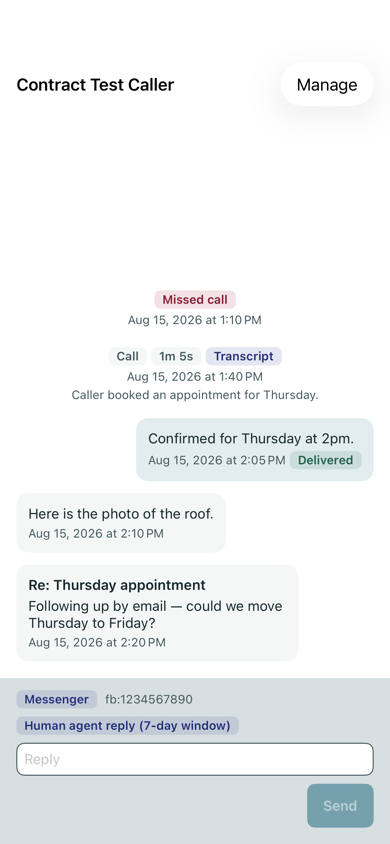 Contract Test Caller
Manage
Missed call
Aug 15, 2026 at 1:10 PM
Call 1m 5s Transcript
Aug 15, 2026 at 1:40 PM
Caller booked an appointment for Thursday.
Confirmed for Thursday at 2pm.
Aug 15, 2026 at 2:05 PM Delivered
Here is the photo of the roof.
Aug 15, 2026 at 2:10 PM
Re: Thursday appointment
Following up by email — could we move
Thursday to Friday?
Aug 15, 2026 at 2:20 PM
Messenger fb:1234567890
Human agent reply (7-day window)
Reply
Send